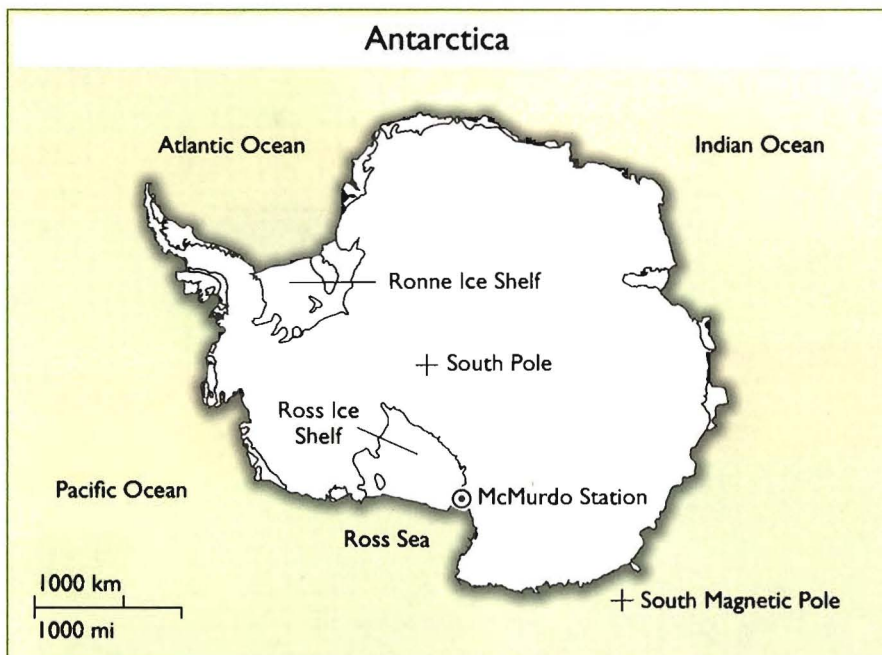 Antarctica
Atlantic Ocean
Indian Ocean
Ronne Ice Shelf
South Pole
Ross Ice
Shelf
Pacific Ocean
McMurdo Station
Ross Sea
1000 km
1000 mi
South Magnetic Pole